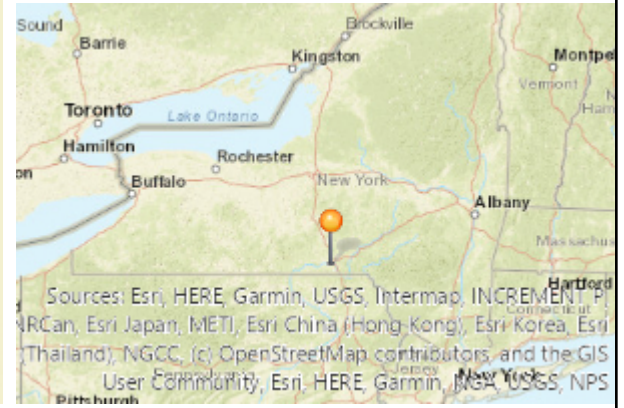 Sound
Brockville
Barrie
Kingston
Montpe
Vermont
N
Ham
Toronto
Lake Ontario
Hamilton
on
Rochester
Buffalo
New York
Albany
Massachus
Hartford
Sources: Esri, HERE, Garmin, USGS, Intermap, INCREMENT P,
Connecticut
NRCan, Esri Japan, METI, Esri China (Hong Kong), Esri Korea, Esri
(Thailand), NGCC, (c) OpenStreetMap contributors, and the GIS
Jersey
User Community, Esri, HERE, Garmin, NGA, USGS, NPS
Pennsylvania
New York
Pittsburgh